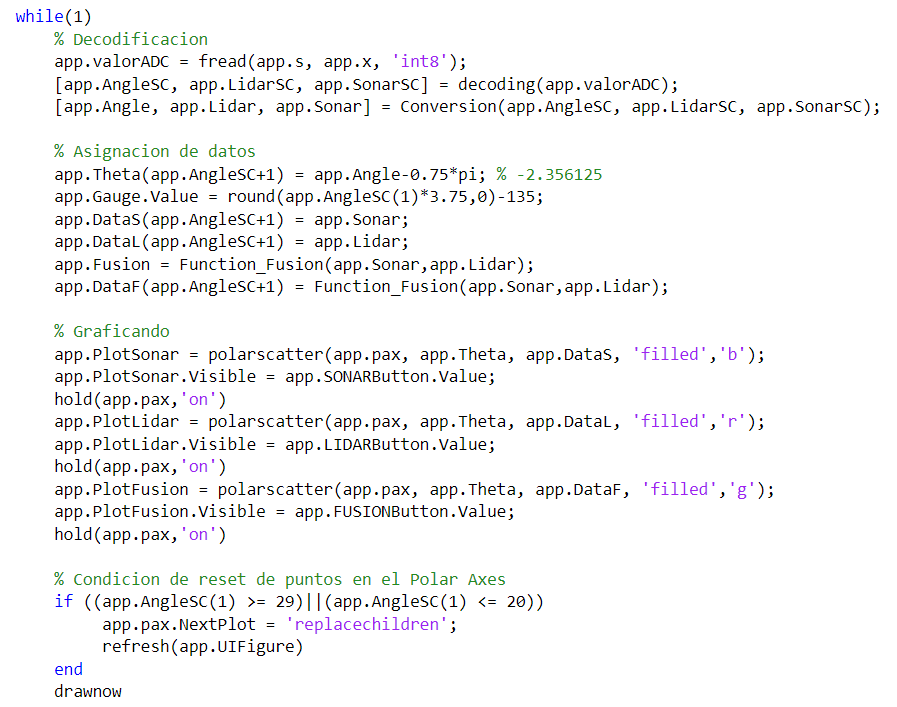 while(1)
% Decodificacion
app.valorADC = fread(app.s, app.x, 'int8');
[app.AngleSC, app.LidarSC, app.SonarSC] = decoding(app.valorADC);
[app.Angle, app.Lidar, app.Sonar] = Conversion(app.AngleSC, app.LidarSC, app.SonarSC);
% Asignacion de datos
app.Theta(app.AngleSC+1) = app.Angle-0.75*pi; % -2.356125
app.Gauge.Value = round(app.AngleSC(1)*3.75,0)-135;
app.DataS(app.AngleSC+1) = app.Sonar;
app.DataL(app.AngleSC+1) = app.Lidar;
app.Fusion = Function_Fusion(app.Sonar,app.Lidar);
app.DataF(app.AngleSC+1) = Function_Fusion(app.Sonar,app.Lidar);
% Graficando
app.PlotSonar = polarscatter(app.pax, app.Theta, app.DataS, 'filled','b');
app.PlotSonar.Visible = app.SONARButton.Value;
hold(app.pax,'on')
app.PlotLidar = polarscatter(app.pax, app.Theta, app.DataL, 'filled','r');
app.PlotLidar.Visible = app.LIDARButton.Value;
hold(app.pax,'on')
app.PlotFusion = polarscatter(app.pax, app.Theta, app.DataF, 'filled','g');
app.PlotFusion.Visible = app.FUSIONButton.Value;
hold(app.pax,'on')
% Condicion de reset de puntos en el Polar Axes
if ((app.AngleSC(1) >= 29)||(app.AngleSC(1) <= 20))
app.pax.NextPlot = 'replacechildren';
refresh(app.UIFigure)
end
drawnow